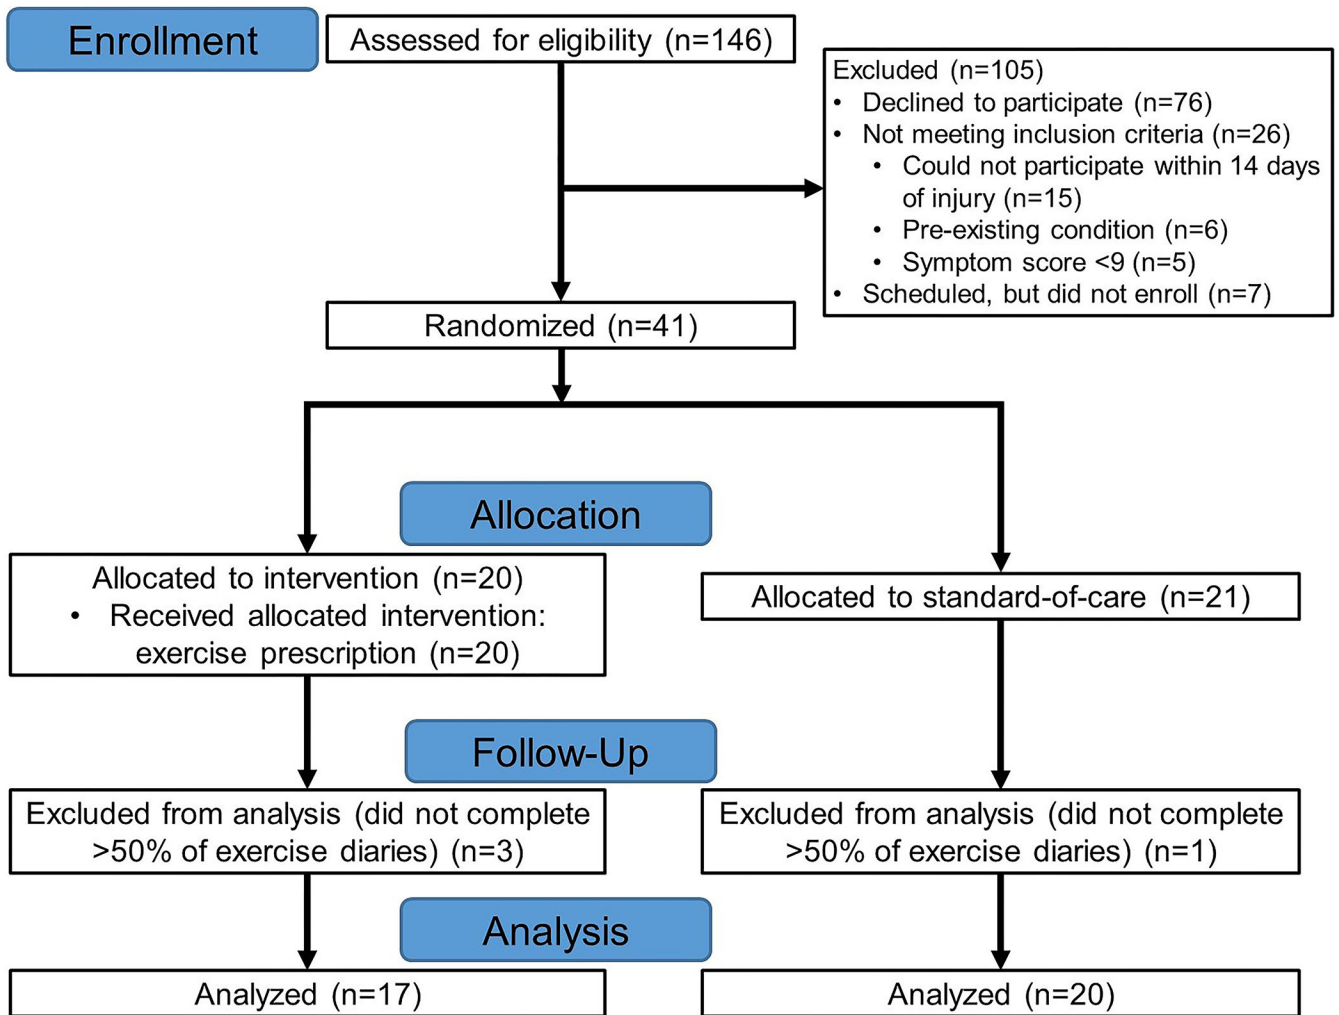 Enrollment
Assessed for eligibility (n=146)
Excluded (n=105)
• Declined to participate (n=76)
• Not meeting inclusion criteria (n=26)
• Could not participate within 14 days
of injury (n=15)
• Pre-existing condition (n=6)
• Symptom score <9 (n=5)
• Scheduled, but did not enroll (n=7)
Randomized (n=41)
Allocation
Allocated to intervention (n=20)
• Received allocated intervention:
exercise prescription (n=20)
Allocated to standard-of-care (n=21)
Follow-Up
Excluded from analysis (did not complete
>50% of exercise diaries) (n=3)
Excluded from analysis (did not complete
>50% of exercise diaries) (n=1)
Analysis
Analyzed (n=17)
Analyzed (n=20)